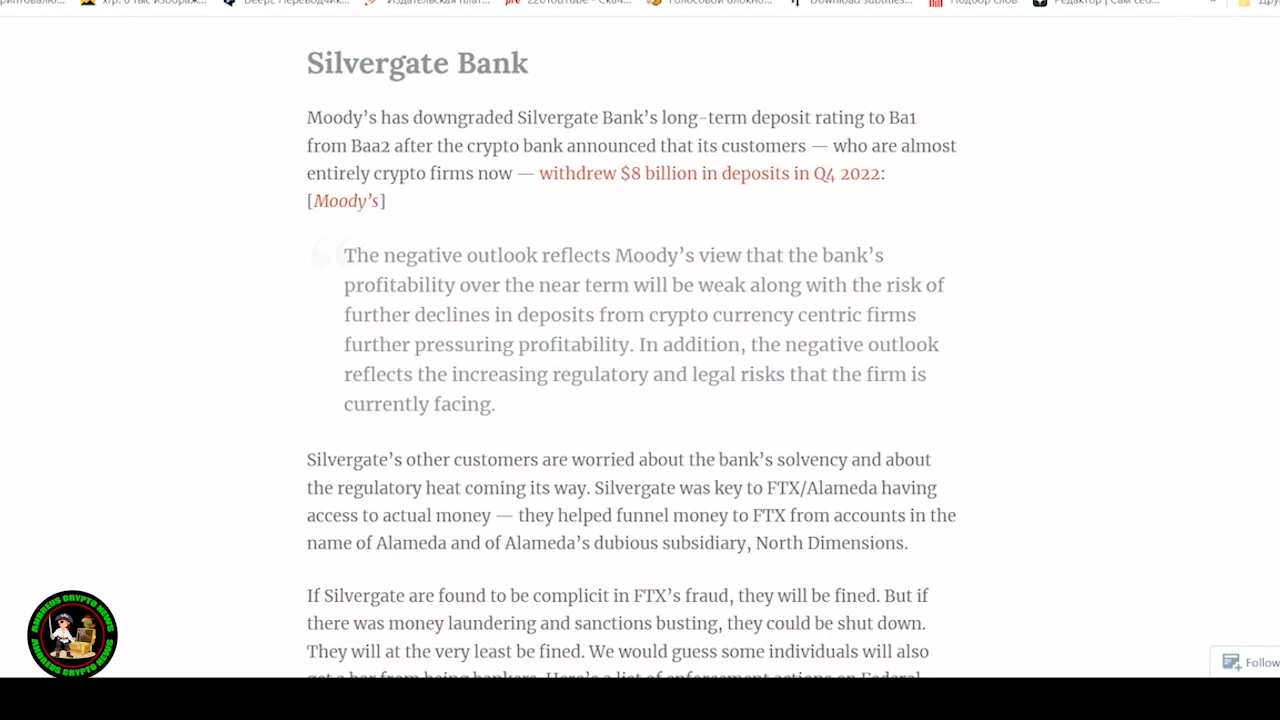 Download subtitles...
Silvergate Bank
Moody's has downgraded Silvergate Bank's long-term deposit rating to Ba1
from Baa2 after the crypto bank announced that its customers — who are almost
entirely crypto firms now — withdrew $8 billion in deposits in Q4 2022:
[Moody's]
The negative outlook reflects Moody's view that the bank's
profitability over the near term will be weak along with the risk of
further declines in deposits from crypto currency centric firms
further pressuring profitability. In addition, the negative outlook
reflects the increasing regulatory and legal risks that the firm is
currently facing.
Silvergate's other customers are worried about the bank's solvency and about
the regulatory heat coming its way. Silvergate was key to FTX/Alameda having
access to actual money — they helped funnel money to FTX from accounts in the
name of Alameda and of Alameda's dubious subsidiary, North Dimensions.
If Silvergate are found to be complicit in FTX's fraud, they will be fined. But if
there was money laundering and sanctions busting, they could be shut down.
They will at the very least be fined. We would guess some individuals will also
ANDREUS CRYPTO NEWS
ANDREUS CRYPTO NEWS
Follow